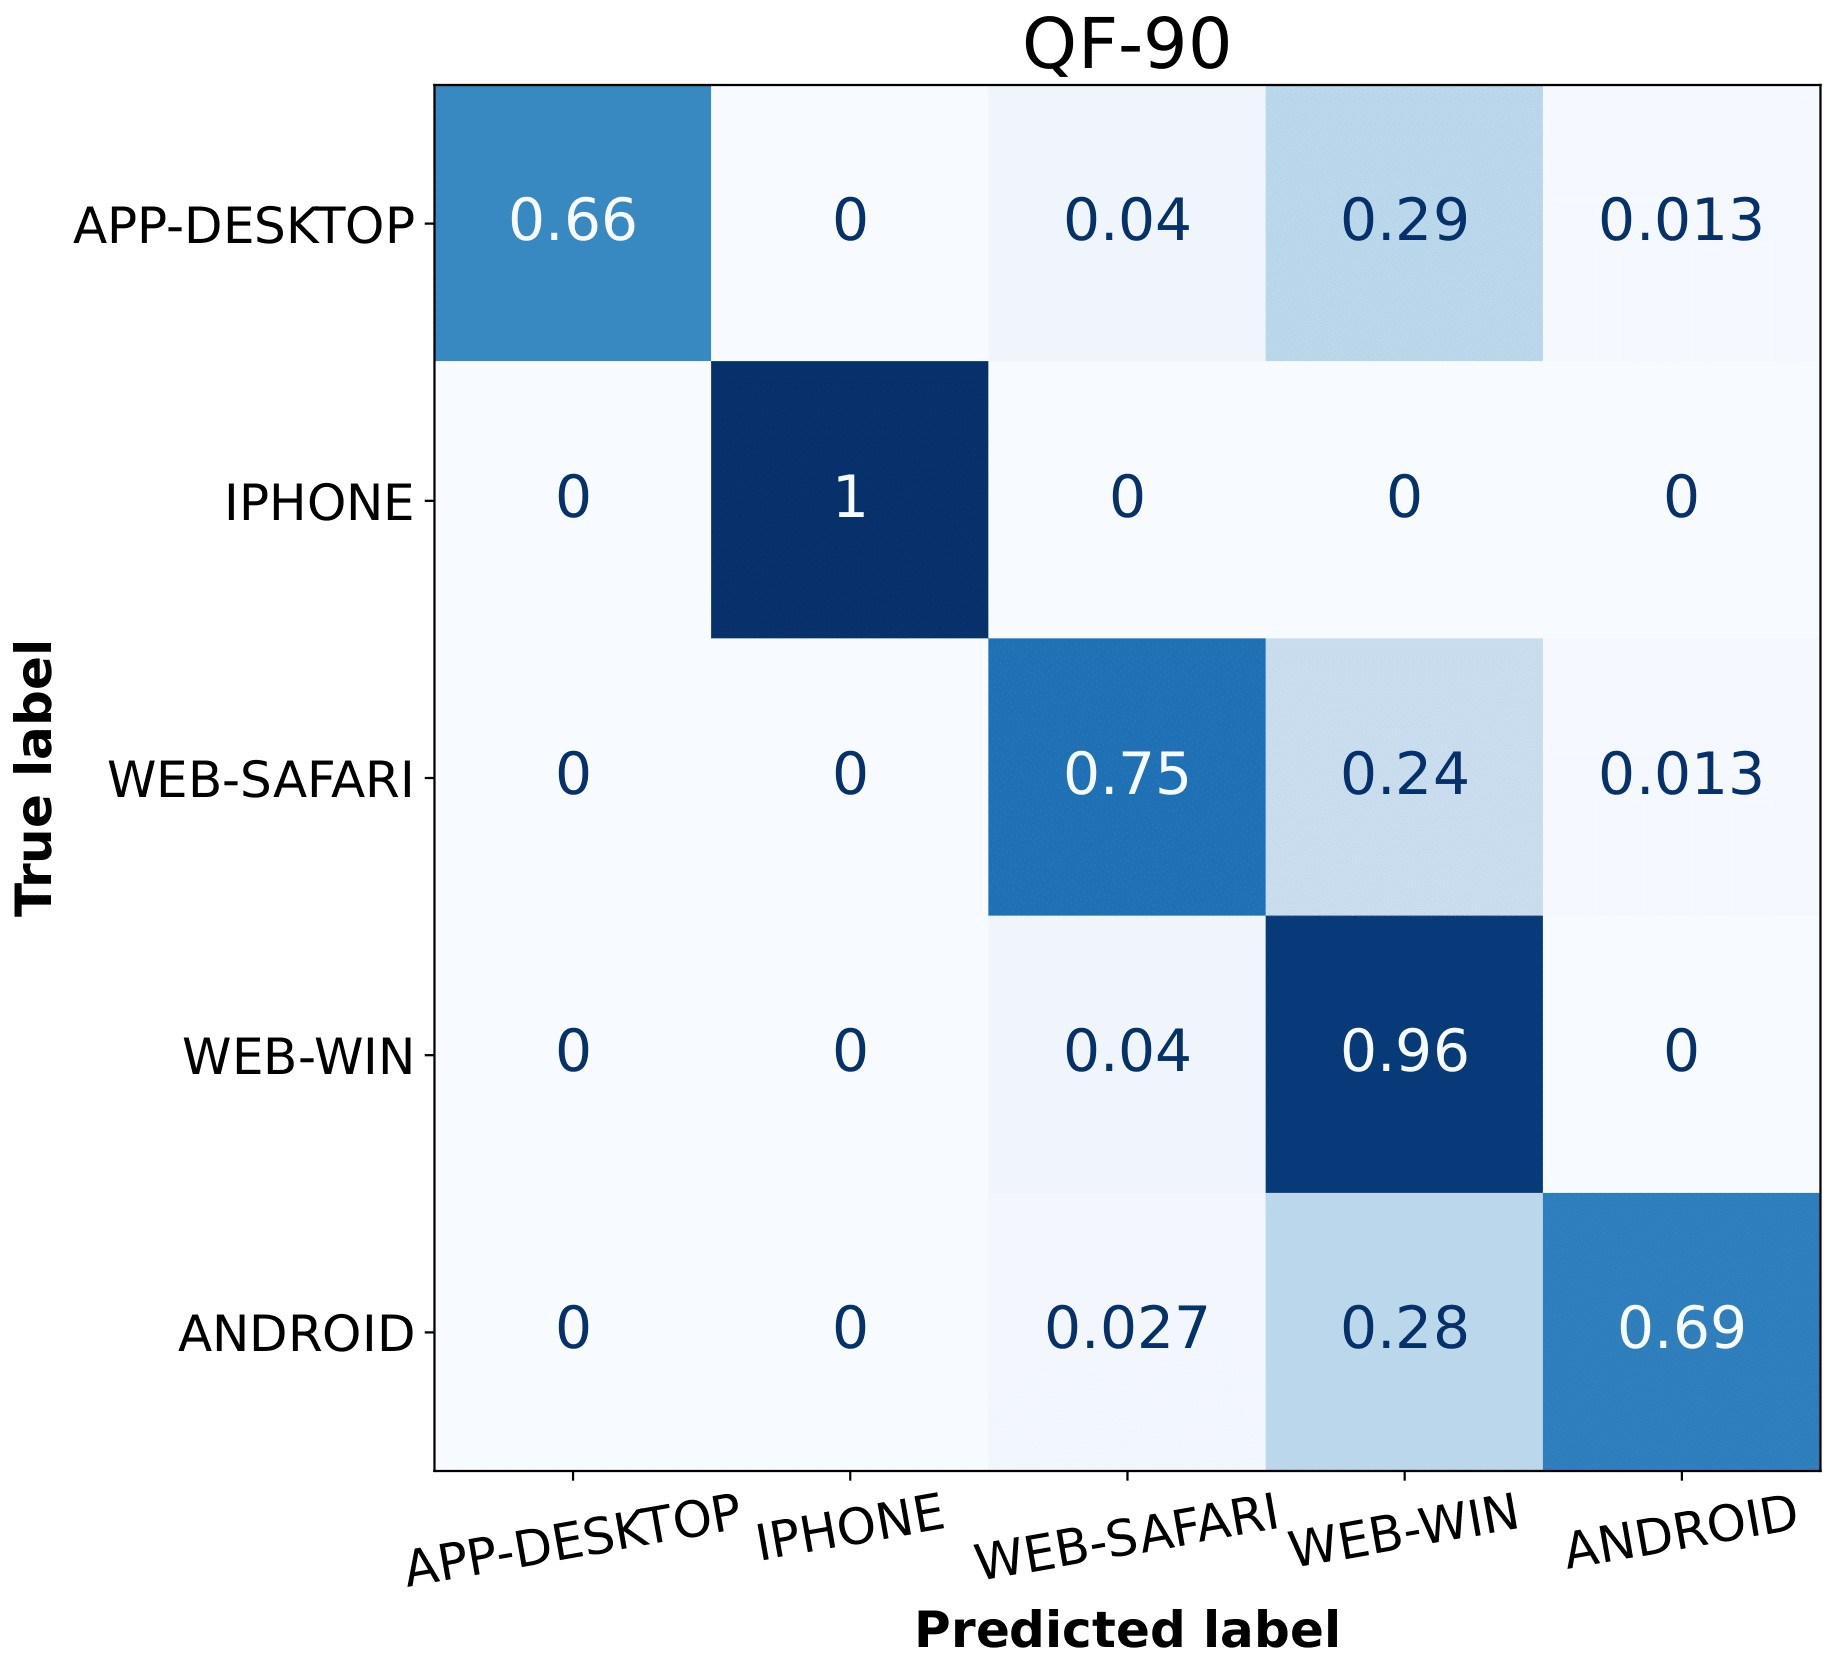 QF-90
True label
APP-DESKTOP 0.66 0 0.04 0.29 0.013
IPHONE 0 1 0 0 0
WEB-SAFARI 0 0 0.75 0.24 0.013
WEB-WIN 0 0 0.04 0.96 0
ANDROID 0 0 0.027 0.28 0.69
APP-DESKTOP IPHONE WEB-SAFARI WEB-WIN ANDROID
Predicted label